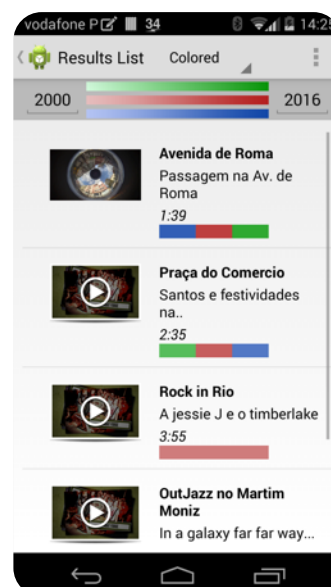 vodafone P 34 14:25
Results List Colored
2000 2016
Avenida de Roma
Passagem na Av. de
Roma
1:39
Praça do Comercio
Santos e festividades
na..
2:35
Rock in Rio
A jessie J e o timberlake
3:55
OutJazz no Martim
Moniz
In a galaxy far far way...